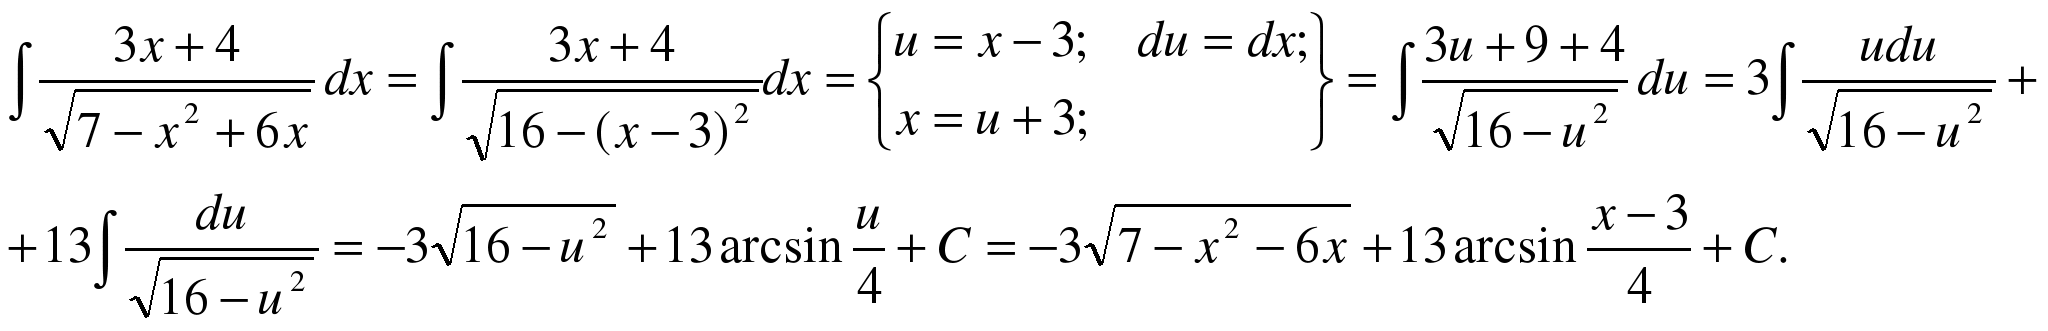 ∫ (3x + 4)/√(7 − x² + 6x) dx = ∫ (3x + 4)/√(16 − (x − 3)²) dx = {u = x − 3; du = dx; x = u + 3;} = ∫ (3u + 9 + 4)/√(16 − u²) du = 3∫ udu/√(16 − u²) +
+ 13∫ du/√(16 − u²) = −3√(16 − u²) + 13 arcsin u/4 + C = −3√(7 − x² − 6x) + 13 arcsin (x − 3)/4 + C.